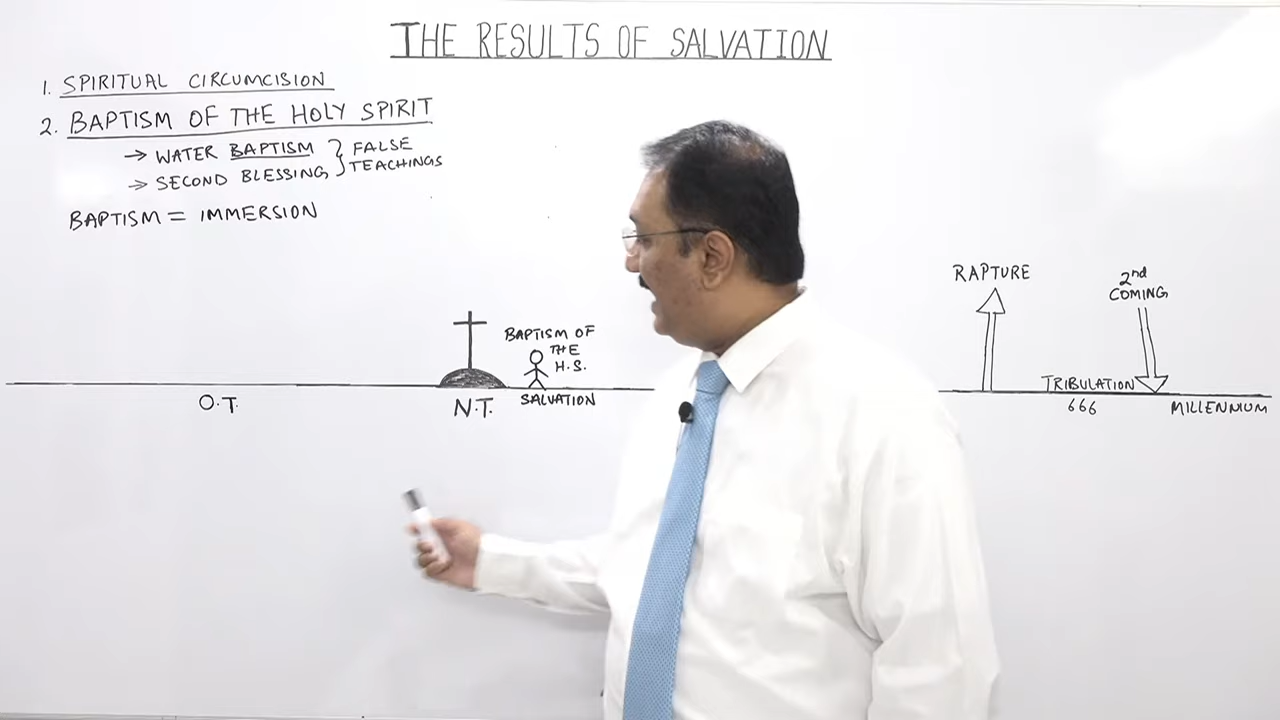 THE RESULTS OF SALVATION
1. SPIRITUAL CIRCUMCISION
2. BAPTISM OF THE HOLY SPIRIT
→ WATER BAPTISM } FALSE
→ SECOND BLESSING } TEACHINGS
BAPTISM = IMMERSION
BAPTISM OF
THE
H.S.
SALVATION
O.T.
N.T.
RAPTURE
2nd
COMING
TRIBULATION
666
MILLENNIUM